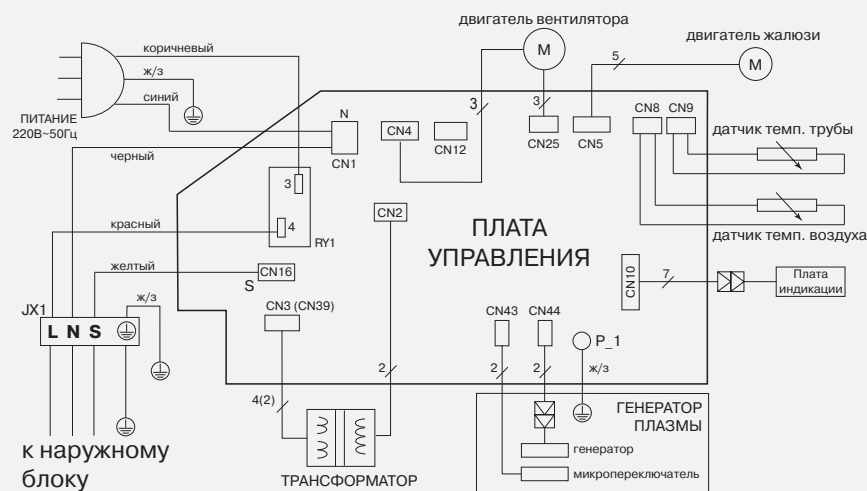 двигатель вентилятора
двигатель жалюзи
коричневый
ж/з
синий
ПИТАНИЕ
220В~50Гц
черный
N
CN1
CN4
CN12
3
M
3
CN25
5
M
CN5
CN8
CN9
датчик темп. трубы
датчик темп. воздуха
3
4
RY1
CN2
ПЛАТА
УПРАВЛЕНИЯ
красный
желтый
CN16
S
CN3 (CN39)
CN10
7
Плата
индикации
JX1
ж/з
L N S
CN43
CN44
P_1
2
2
2
ж/з
4(2)
к наружному
блоку
ТРАНСФОРМАТОР
ГЕНЕРАТОР
ПЛАЗМЫ
генератор
микропереключатель